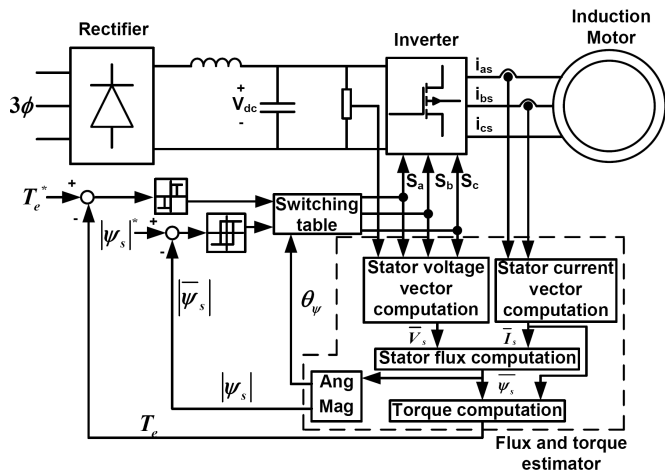 Rectifier
Inverter
Induction
Motor
3ϕ
+
V_dc
-
i_as
i_bs
i_cs
S_a
S_b
S_c
T_e^*
+
-
|ψ_s|^*
+
-
Switching
table
|ψ̅_s|
θ_ψ
Stator voltage
vector
computation
Stator current
vector
computation
V̅_s
I̅_s
Stator flux computation
ψ̅_s
Ang
Mag
|ψ_s|
Torque computation
T_e
Flux and torque
estimator